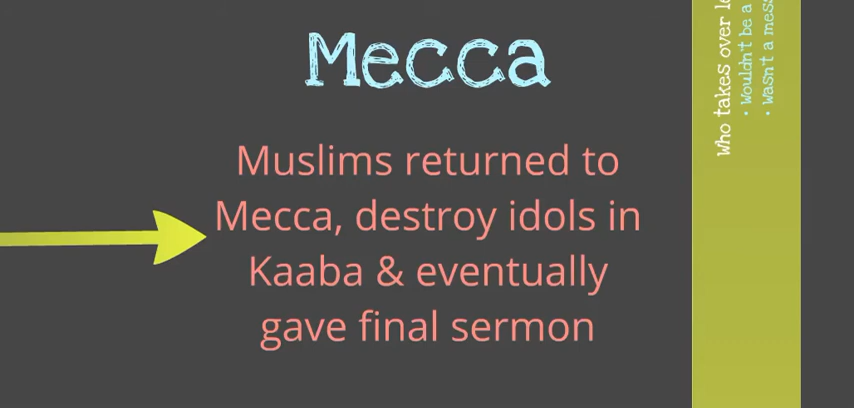 Mecca
Muslims returned to
Mecca, destroy idols in
Kaaba & eventually
gave final sermon
Who takes over
• Wouldn't be a
• Wasn't a